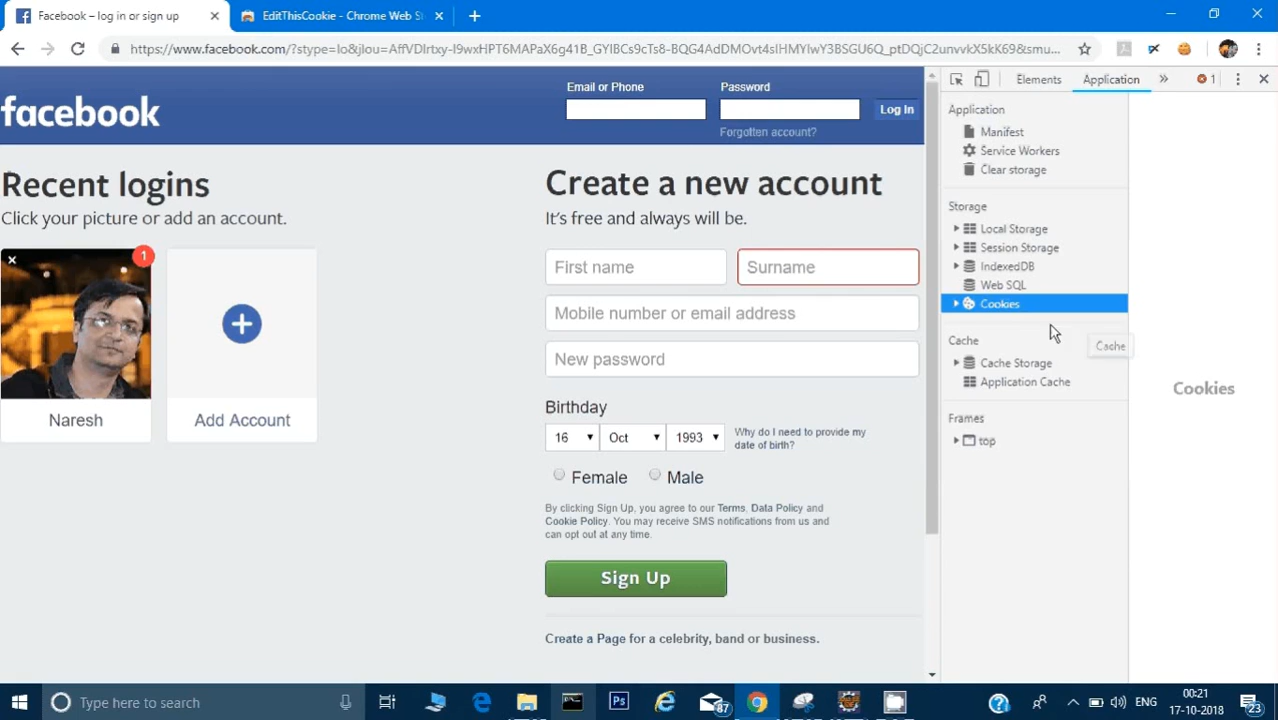 Facebook – log in or sign up
EditThisCookie - Chrome Web St
https://www.facebook.com/?stype=lo&jlou=
Elements
Application
1
facebook
Email or Phone
Password
Log In
Forgotten account?
Recent logins
Click your picture or add an account.
1
Naresh
Add Account
Create a new account
It's free and always will be.
First name
Surname
Mobile number or email address
New password
Birthday
16
Oct
1993
Why do I need to provide my
date of birth?
Female
Male
By clicking Sign Up, you agree to our Terms, Data Policy and
Cookie Policy. You may receive SMS notifications from us and
can opt out at any time.
Sign Up
Create a Page for a celebrity, band or business.
Application
Manifest
Service Workers
Clear storage
Storage
Local Storage
Session Storage
IndexedDB
Web SQL
Cookies
Cache
Cache
Cache Storage
Application Cache
Frames
top
Cookies
Type here to search
Ps
87
ENG
00:21
17-10-2018
23